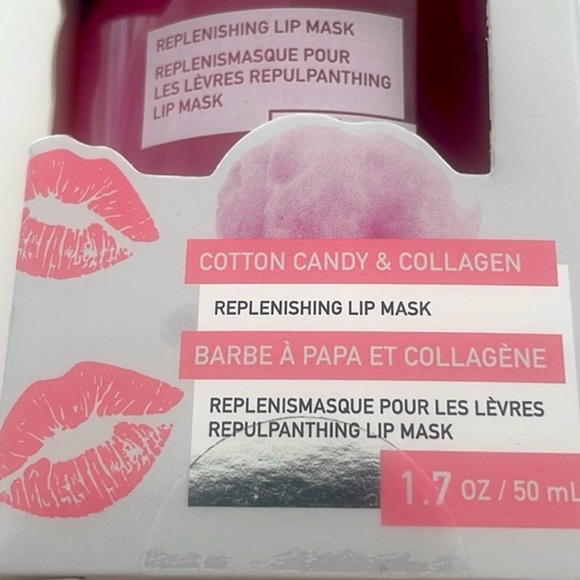 REPLENISHING LIP MASK
REPLENISMASQUE POUR
LES LÈVRES REPULPANTHING
LIP MASK
COTTON CANDY & COLLAGEN
REPLENISHING LIP MASK
BARBE À PAPA ET COLLAGÈNE
REPLENISMASQUE POUR LES LÈVRES
REPULPANTHING LIP MASK
1.7 OZ / 50 mL